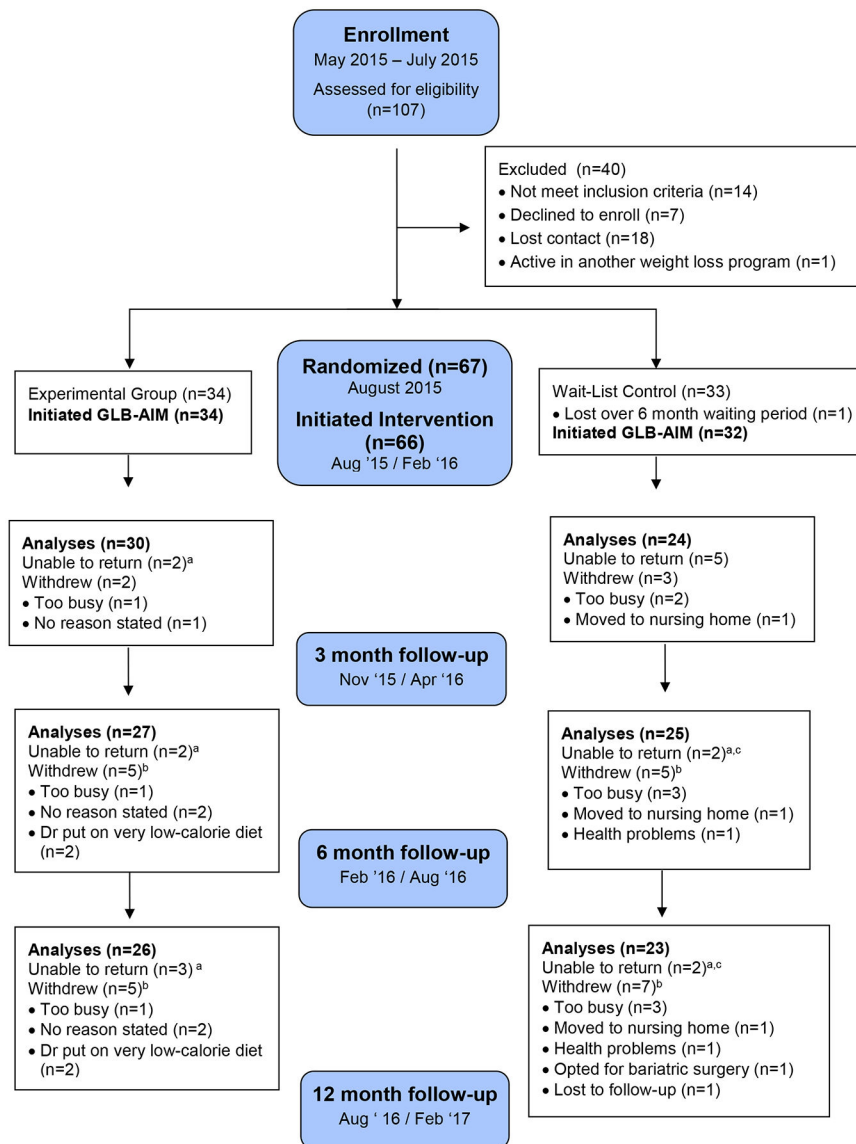 Enrollment
May 2015 – July 2015
Assessed for eligibility
(n=107)
Excluded (n=40)
• Not meet inclusion criteria (n=14)
• Declined to enroll (n=7)
• Lost contact (n=18)
• Active in another weight loss program (n=1)
Randomized (n=67)
August 2015
Initiated Intervention
(n=66)
Aug '15 / Feb '16
Experimental Group (n=34)
Initiated GLB-AIM (n=34)
Wait-List Control (n=33)
• Lost over 6 month waiting period (n=1)
Initiated GLB-AIM (n=32)
Analyses (n=30)
Unable to return (n=2)ᵃ
Withdrew (n=2)
• Too busy (n=1)
• No reason stated (n=1)
Analyses (n=24)
Unable to return (n=5)
Withdrew (n=3)
• Too busy (n=2)
• Moved to nursing home (n=1)
3 month follow-up
Nov '15 / Apr '16
Analyses (n=27)
Unable to return (n=2)ᵃ
Withdrew (n=5)ᵇ
• Too busy (n=1)
• No reason stated (n=2)
• Dr put on very low-calorie diet
(n=2)
Analyses (n=25)
Unable to return (n=2)ᵃ,ᶜ
Withdrew (n=5)ᵇ
• Too busy (n=3)
• Moved to nursing home (n=1)
• Health problems (n=1)
6 month follow-up
Feb '16 / Aug '16
Analyses (n=26)
Unable to return (n=3) ᵃ
Withdrew (n=5)ᵇ
• Too busy (n=1)
• No reason stated (n=2)
• Dr put on very low-calorie diet
(n=2)
Analyses (n=23)
Unable to return (n=2)ᵃ,ᶜ
Withdrew (n=7)ᵇ
• Too busy (n=3)
• Moved to nursing home (n=1)
• Health problems (n=1)
• Opted for bariatric surgery (n=1)
• Lost to follow-up (n=1)
12 month follow-up
Aug ' 16 / Feb '17